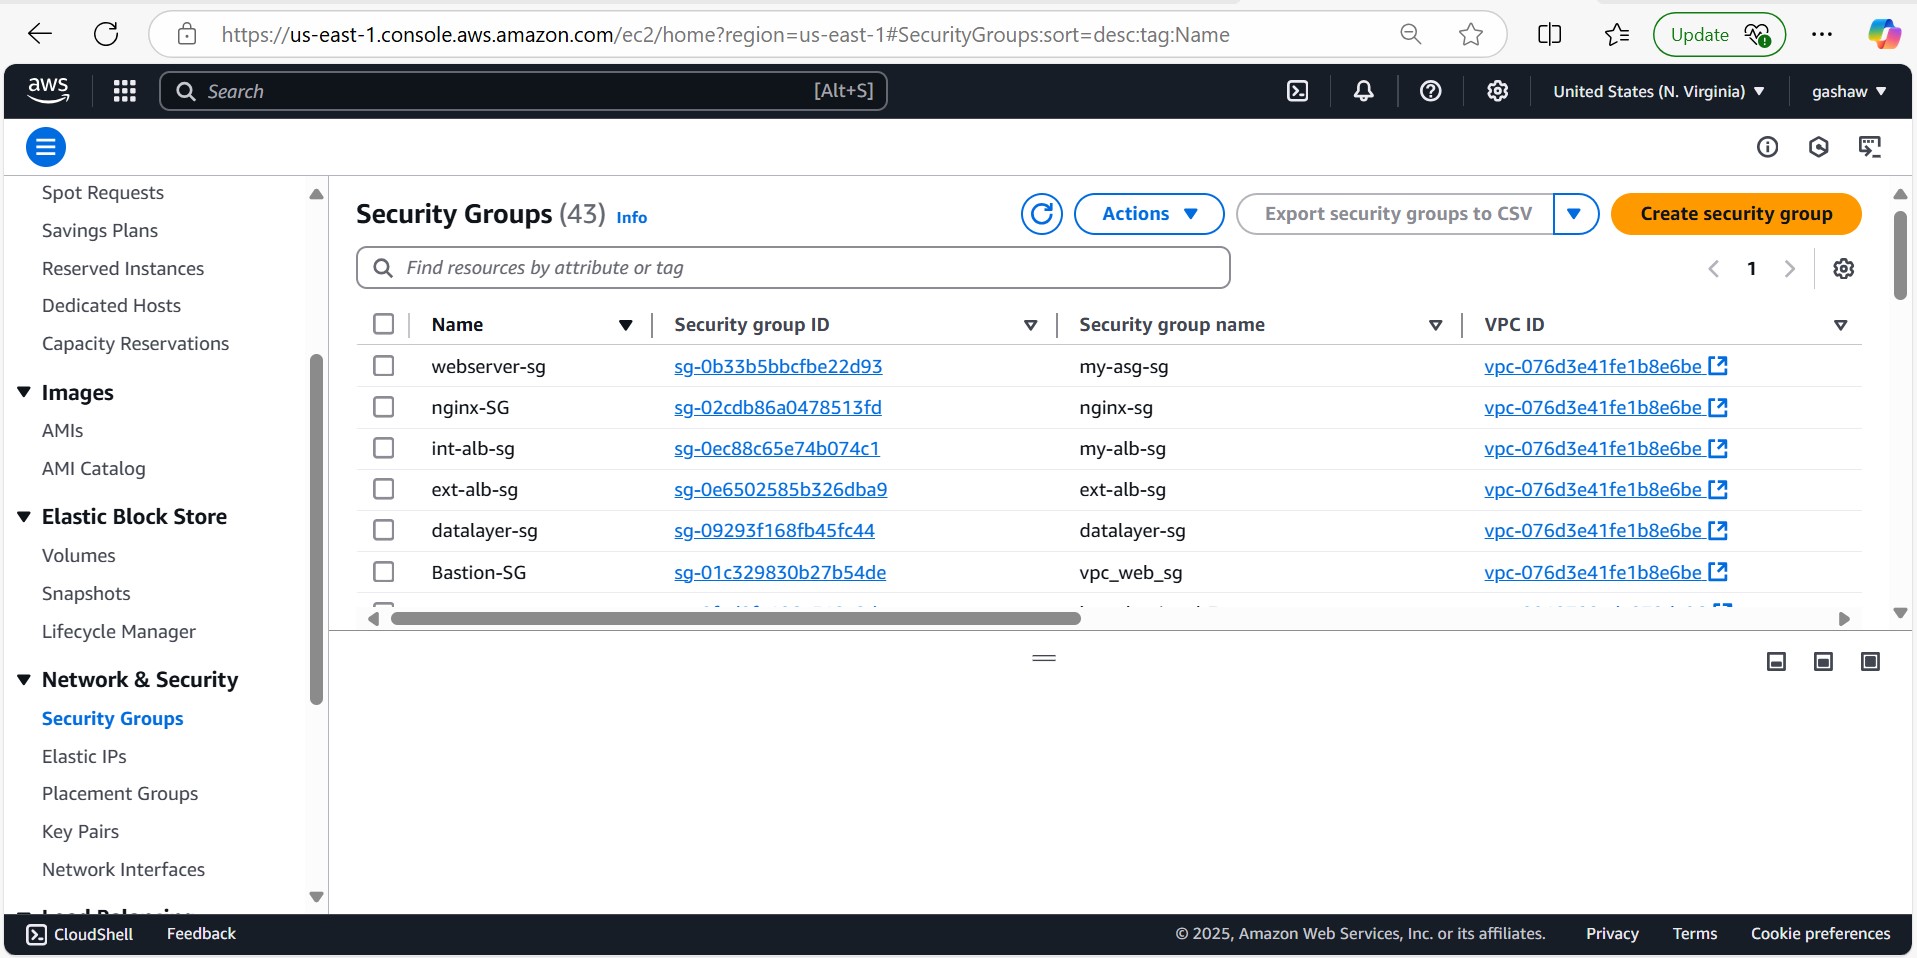 https://us-east-1.console.aws.amazon.com/ec2/home?region=us-east-1#SecurityGroups:sort=desc:tag:Name
Update
aws
Search
[Alt+S]
United States (N. Virginia)
gashaw
Spot Requests
Savings Plans
Reserved Instances
Dedicated Hosts
Capacity Reservations
Images
AMIs
AMI Catalog
Elastic Block Store
Volumes
Snapshots
Lifecycle Manager
Network & Security
Security Groups
Elastic IPs
Placement Groups
Key Pairs
Network Interfaces
Security Groups (43) Info
Actions
Export security groups to CSV
Create security group
Find resources by attribute or tag
1
Name Security group ID Security group name VPC ID
webserver-sg sg-0b33b5bbcfbe22d93 my-asg-sg vpc-076d3e41fe1b8e6be
nginx-SG sg-02cdb86a0478513fd nginx-sg vpc-076d3e41fe1b8e6be
int-alb-sg sg-0ec88c65e74b074c1 my-alb-sg vpc-076d3e41fe1b8e6be
ext-alb-sg sg-0e6502585b326dba9 ext-alb-sg vpc-076d3e41fe1b8e6be
datalayer-sg sg-09293f168fb45fc44 datalayer-sg vpc-076d3e41fe1b8e6be
Bastion-SG sg-01c329830b27b54de vpc_web_sg vpc-076d3e41fe1b8e6be
CloudShell Feedback
© 2025, Amazon Web Services, Inc. or its affiliates. Privacy Terms Cookie preferences